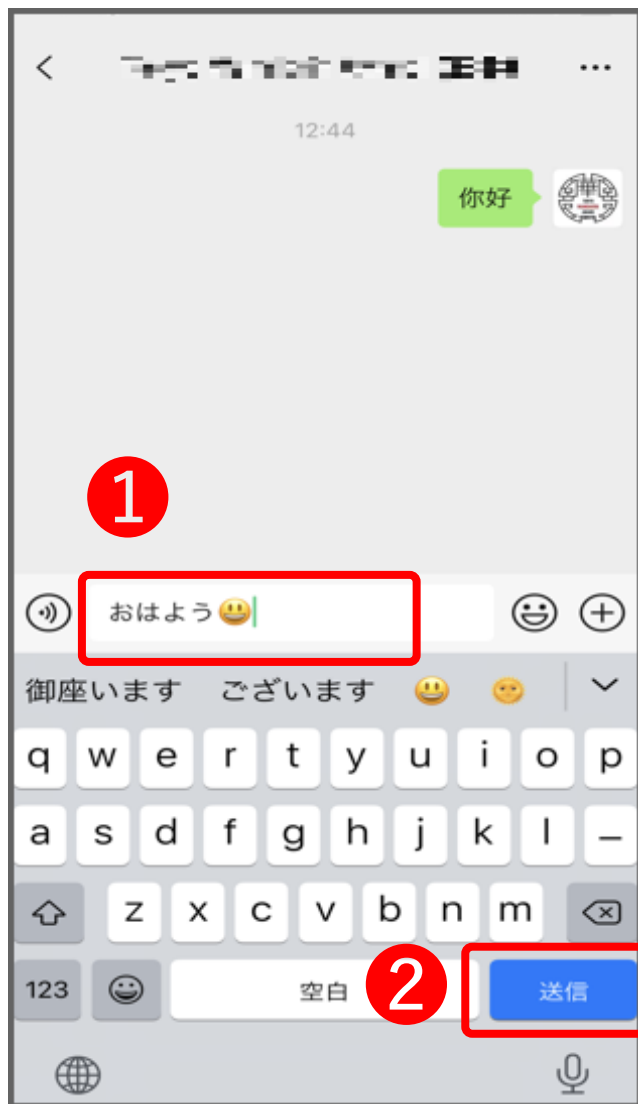 12:44
你好
1
おはよう😃
御座います ございます 😃
q w e r t y u i o p
a s d f g h j k l ー
z x c v b n m
123 空白 2 送信